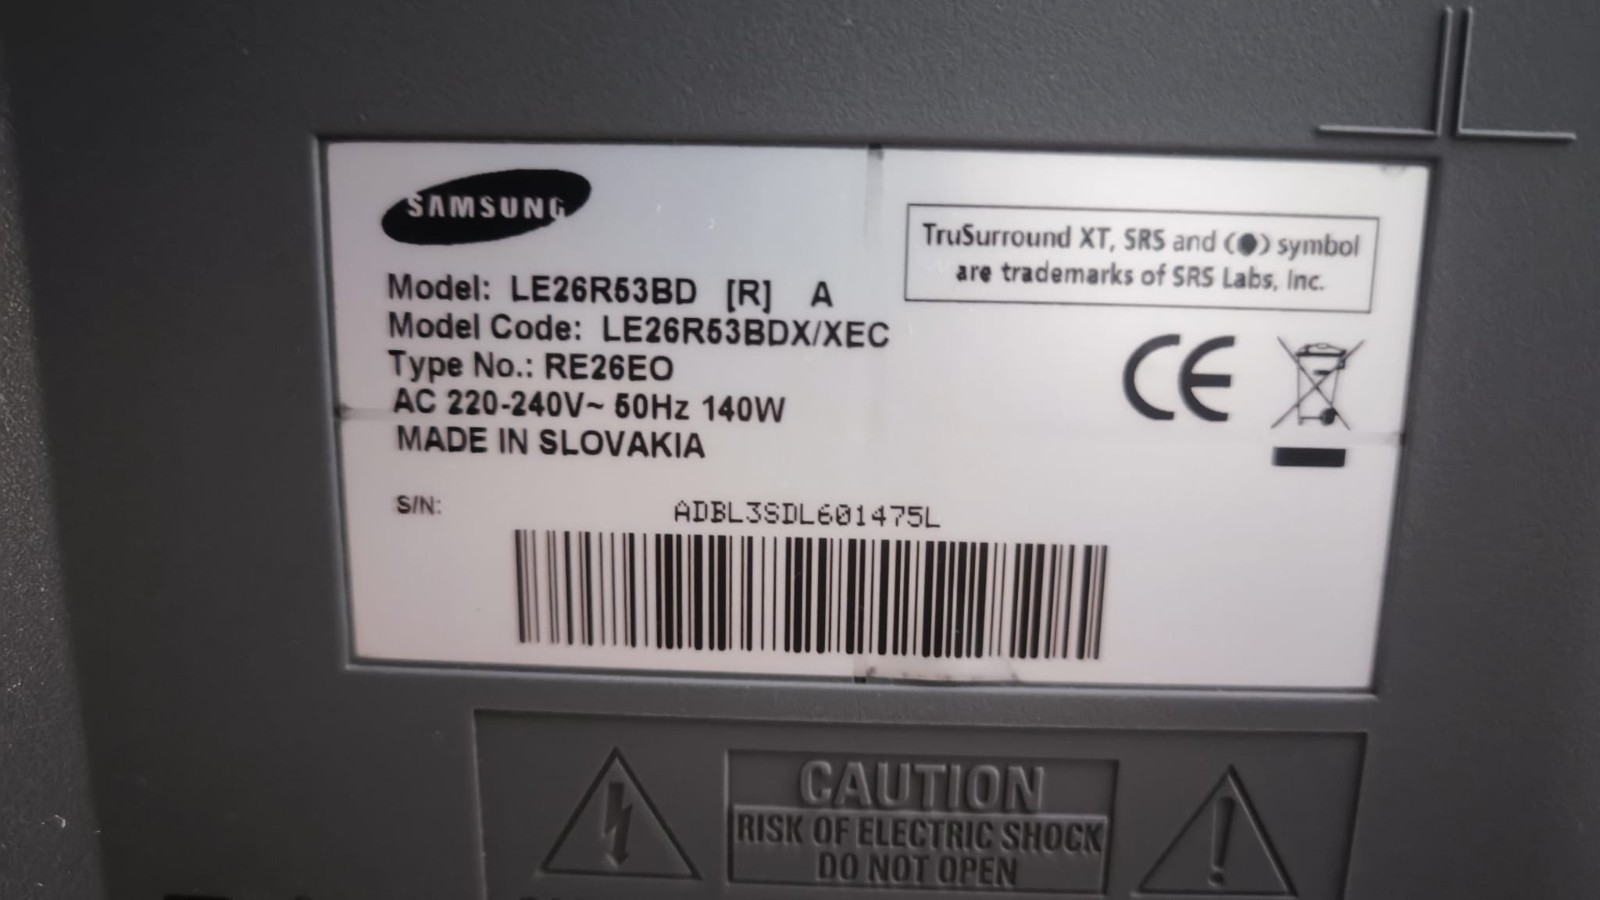 SAMSUNG
Model: LE26R53BD [R] A
Model Code: LE26R53BDX/XEC
Type No.: RE26EO
AC 220-240V~ 50Hz 140W
MADE IN SLOVAKIA
TruSurround XT, SRS and (●) symbol
are trademarks of SRS Labs, Inc.
CE
S/N: ADBL3SDL601475L
CAUTION
RISK OF ELECTRIC SHOCK
DO NOT OPEN